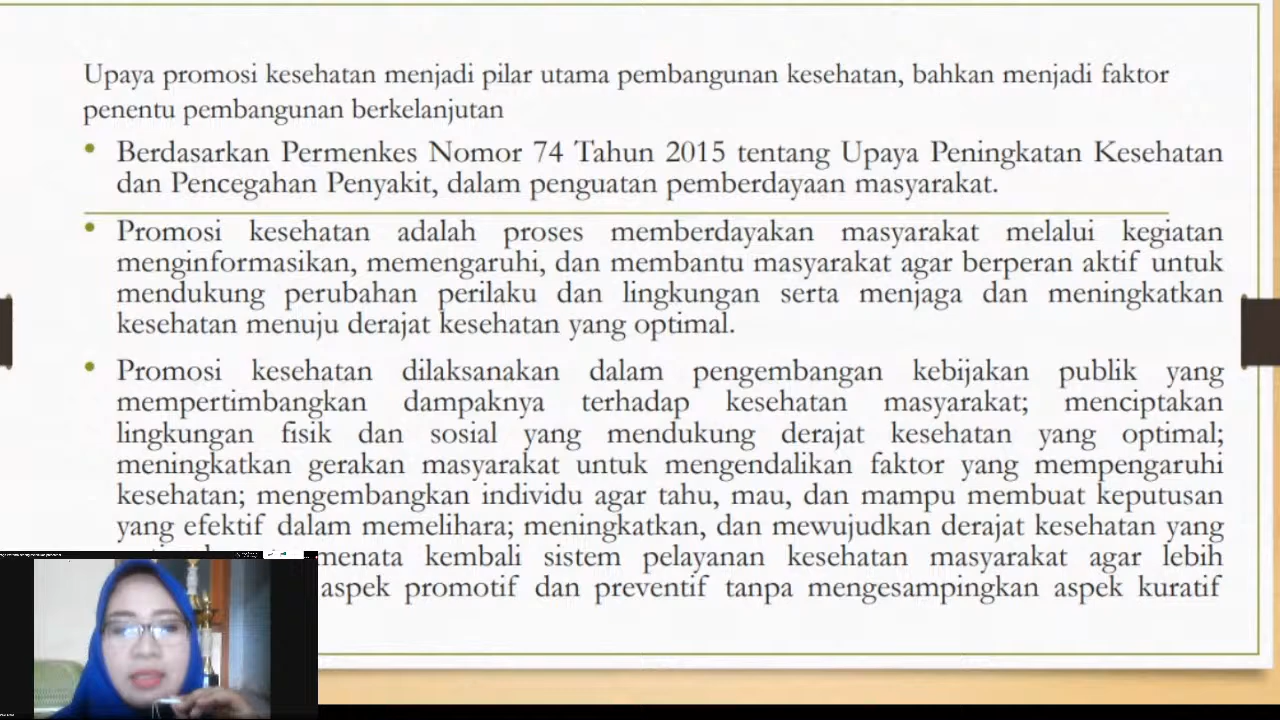 Upaya promosi kesehatan menjadi pilar utama pembangunan kesehatan, bahkan menjadi faktor
penentu pembangunan berkelanjutan
• Berdasarkan Permenkes Nomor 74 Tahun 2015 tentang Upaya Peningkatan Kesehatan
dan Pencegahan Penyakit, dalam penguatan pemberdayaan masyarakat.
• Promosi kesehatan adalah proses memberdayakan masyarakat melalui kegiatan
menginformasikan, memengaruhi, dan membantu masyarakat agar berperan aktif untuk
mendukung perubahan perilaku dan lingkungan serta menjaga dan meningkatkan
kesehatan menuju derajat kesehatan yang optimal.
• Promosi kesehatan dilaksanakan dalam pengembangan kebijakan publik yang
mempertimbangkan dampaknya terhadap kesehatan masyarakat; menciptakan
lingkungan fisik dan sosial yang mendukung derajat kesehatan yang optimal;
meningkatkan gerakan masyarakat untuk mengendalikan faktor yang mempengaruhi
kesehatan; mengembangkan individu agar tahu, mau, dan mampu membuat keputusan
yang efektif dalam memelihara; meningkatkan, dan mewujudkan derajat kesehatan yang
menata kembali sistem pelayanan kesehatan masyarakat agar lebih
aspek promotif dan preventif tanpa mengesampingkan aspek kuratif